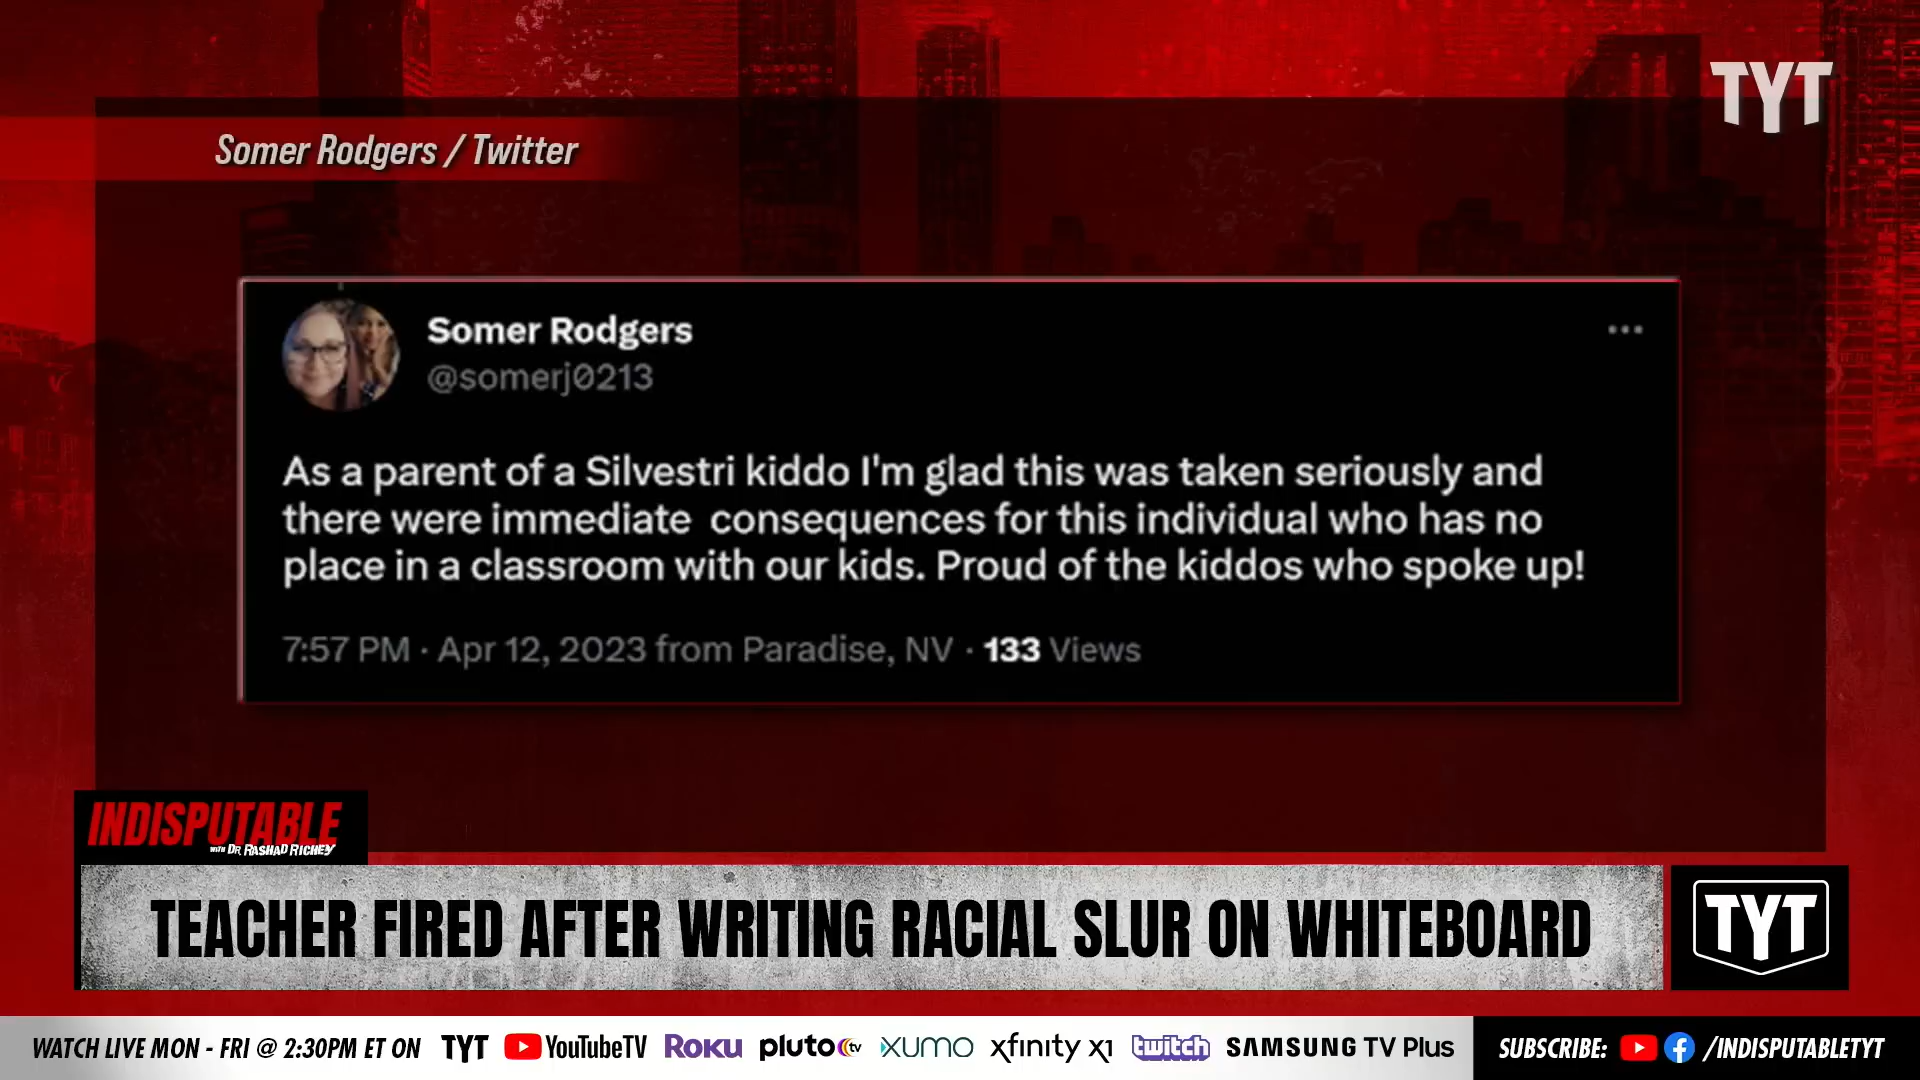 TYT
Somer Rodgers / Twitter
Somer Rodgers
@somerj0213
As a parent of a Silvestri kiddo I'm glad this was taken seriously and
there were immediate consequences for this individual who has no
place in a classroom with our kids. Proud of the kiddos who spoke up!
7:57 PM · Apr 12, 2023 from Paradise, NV · 133 Views
INDISPUTABLE
WITH DR RASHAD RICHEY
TEACHER FIRED AFTER WRITING RACIAL SLUR ON WHITEBOARD
TYT
WATCH LIVE MON - FRI @ 2:30PM ET ON TYT YouTubeTV ROKU pluto tv XUMO xfinity x1 twitch SAMSUNG TV Plus SUBSCRIBE: /INDISPUTABLETYT